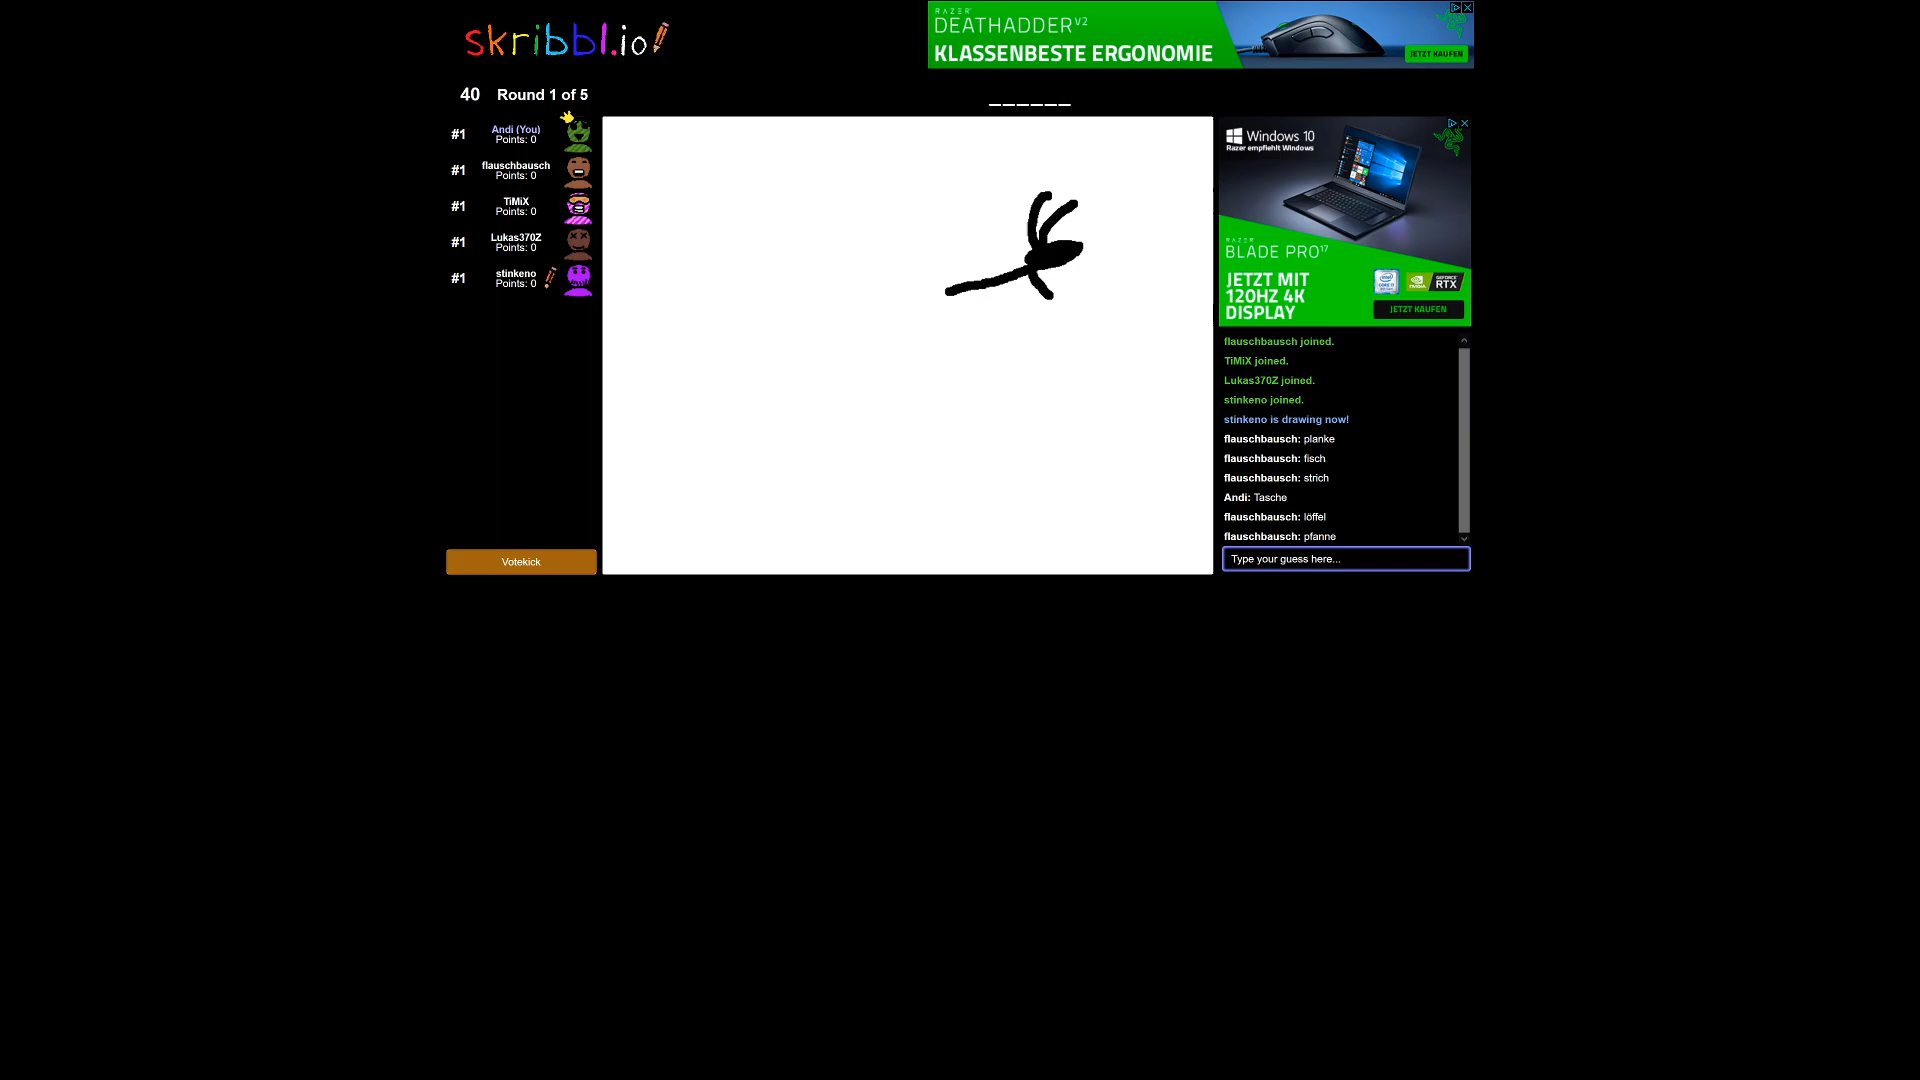 skribbl.io
RAZER
DEATHADDER V2
KLASSENBESTE ERGONOMIE
JETZT KAUFEN
40 Round 1 of 5
______
#1 Andi (You)
Points: 0
#1 flauschbausch
Points: 0
#1 TiMiX
Points: 0
#1 Lukas370Z
Points: 0
#1 stinkeno
Points: 0
Votekick
Windows 10
Razer empfiehlt Windows
RAZER
BLADE PRO 17
JETZT MIT
120HZ 4K
DISPLAY
GEFORCE
RTX
JETZT KAUFEN
flauschbausch joined.
TiMiX joined.
Lukas370Z joined.
stinkeno joined.
stinkeno is drawing now!
flauschbausch: planke
flauschbausch: fisch
flauschbausch: strich
Andi: Tasche
flauschbausch: löffel
flauschbausch: pfanne
Type your guess here...